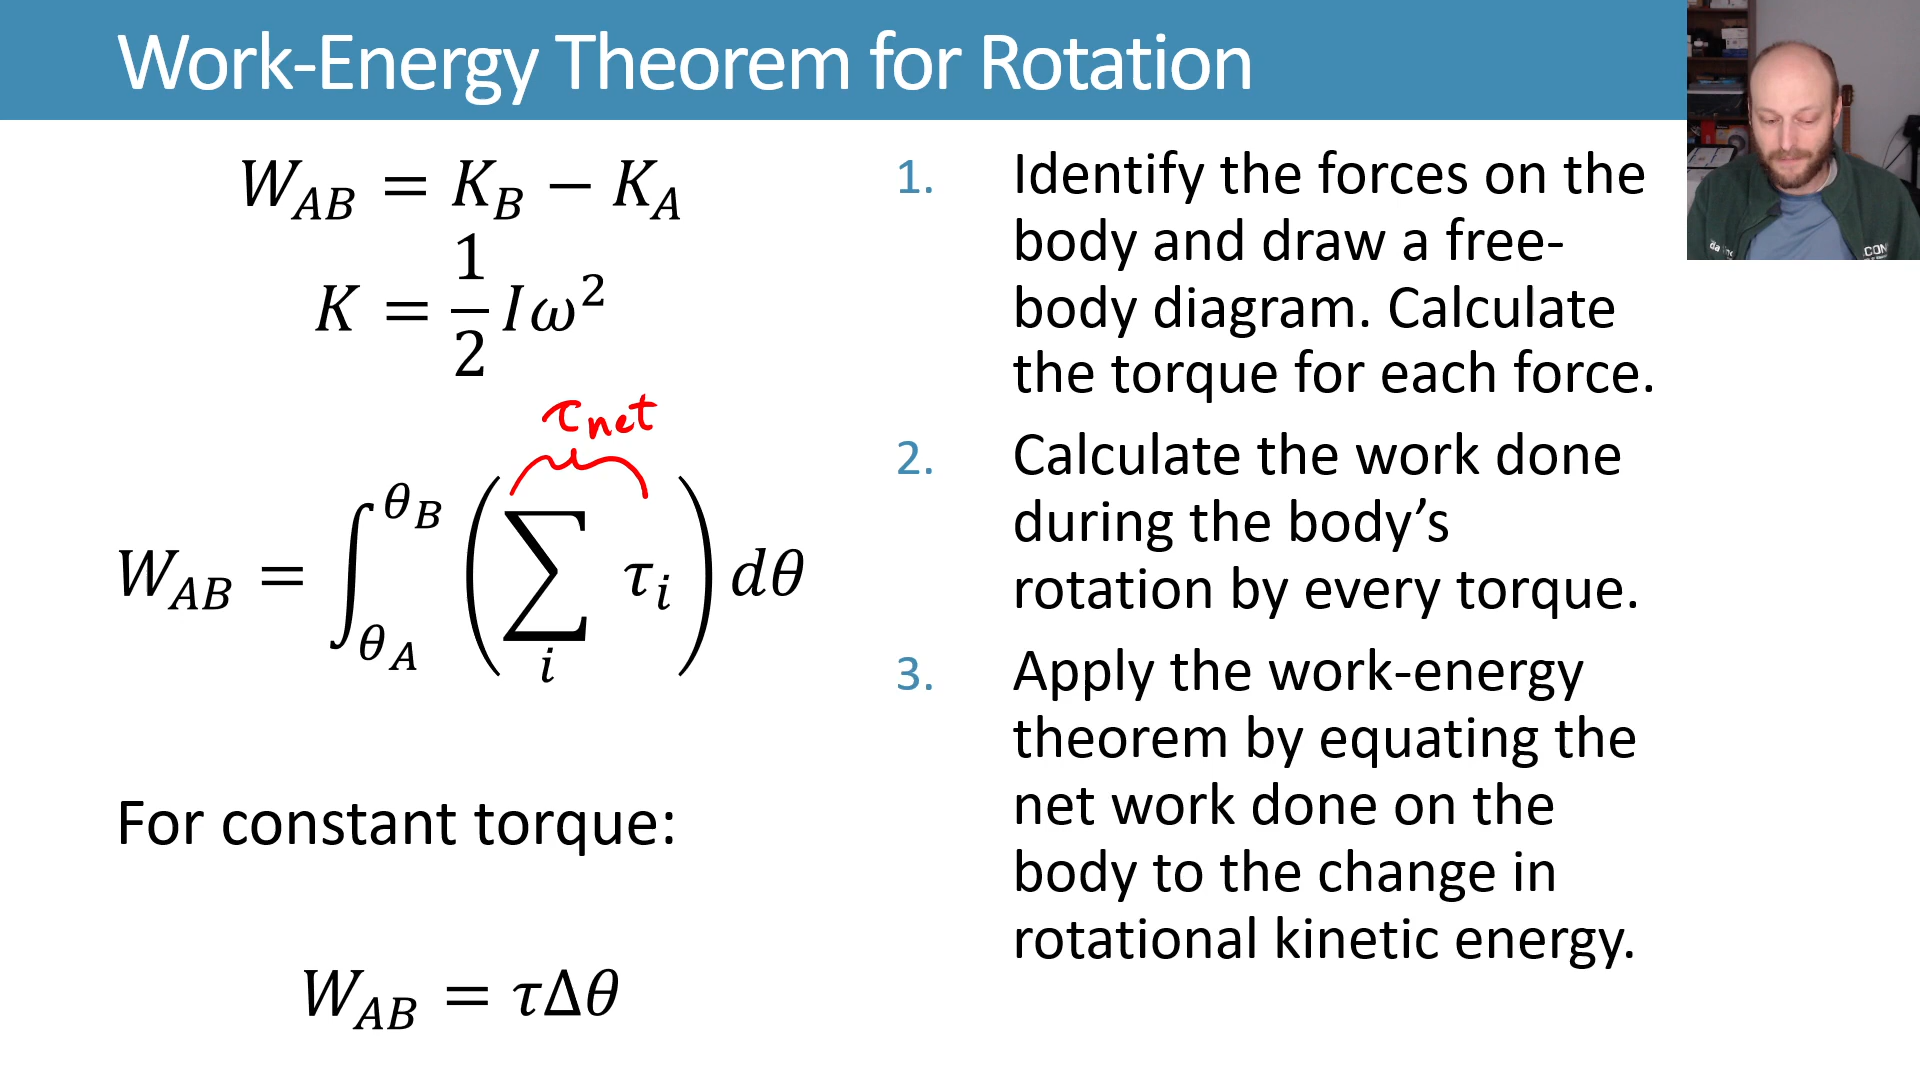 Work-Energy Theorem for Rotation
W_AB = K_B − K_A
K = 1/2 Iω²
τ_net
W_AB = ∫_{θ_A}^{θ_B} (∑_i τ_i) dθ
For constant torque:
W_AB = τΔθ
1. Identify the forces on the
body and draw a free-
body diagram. Calculate
the torque for each force.
2. Calculate the work done
during the body’s
rotation by every torque.
3. Apply the work-energy
theorem by equating the
net work done on the
body to the change in
rotational kinetic energy.